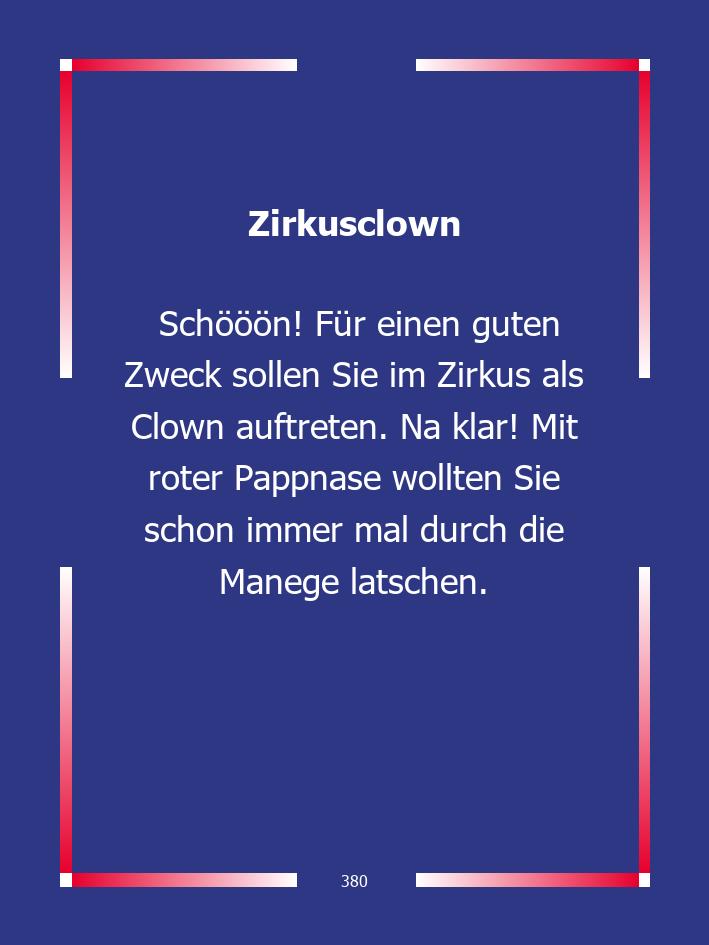 Zirkusclown
Schööön! Für einen guten
Zweck sollen Sie im Zirkus als
Clown auftreten. Na klar! Mit
roter Pappnase wollten Sie
schon immer mal durch die
Manege latschen.
380